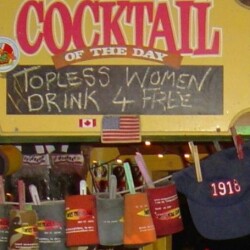 COCKTAIL
OF THE DAY
TOPLESS WOMEN
DRINK 4 FREE
1918